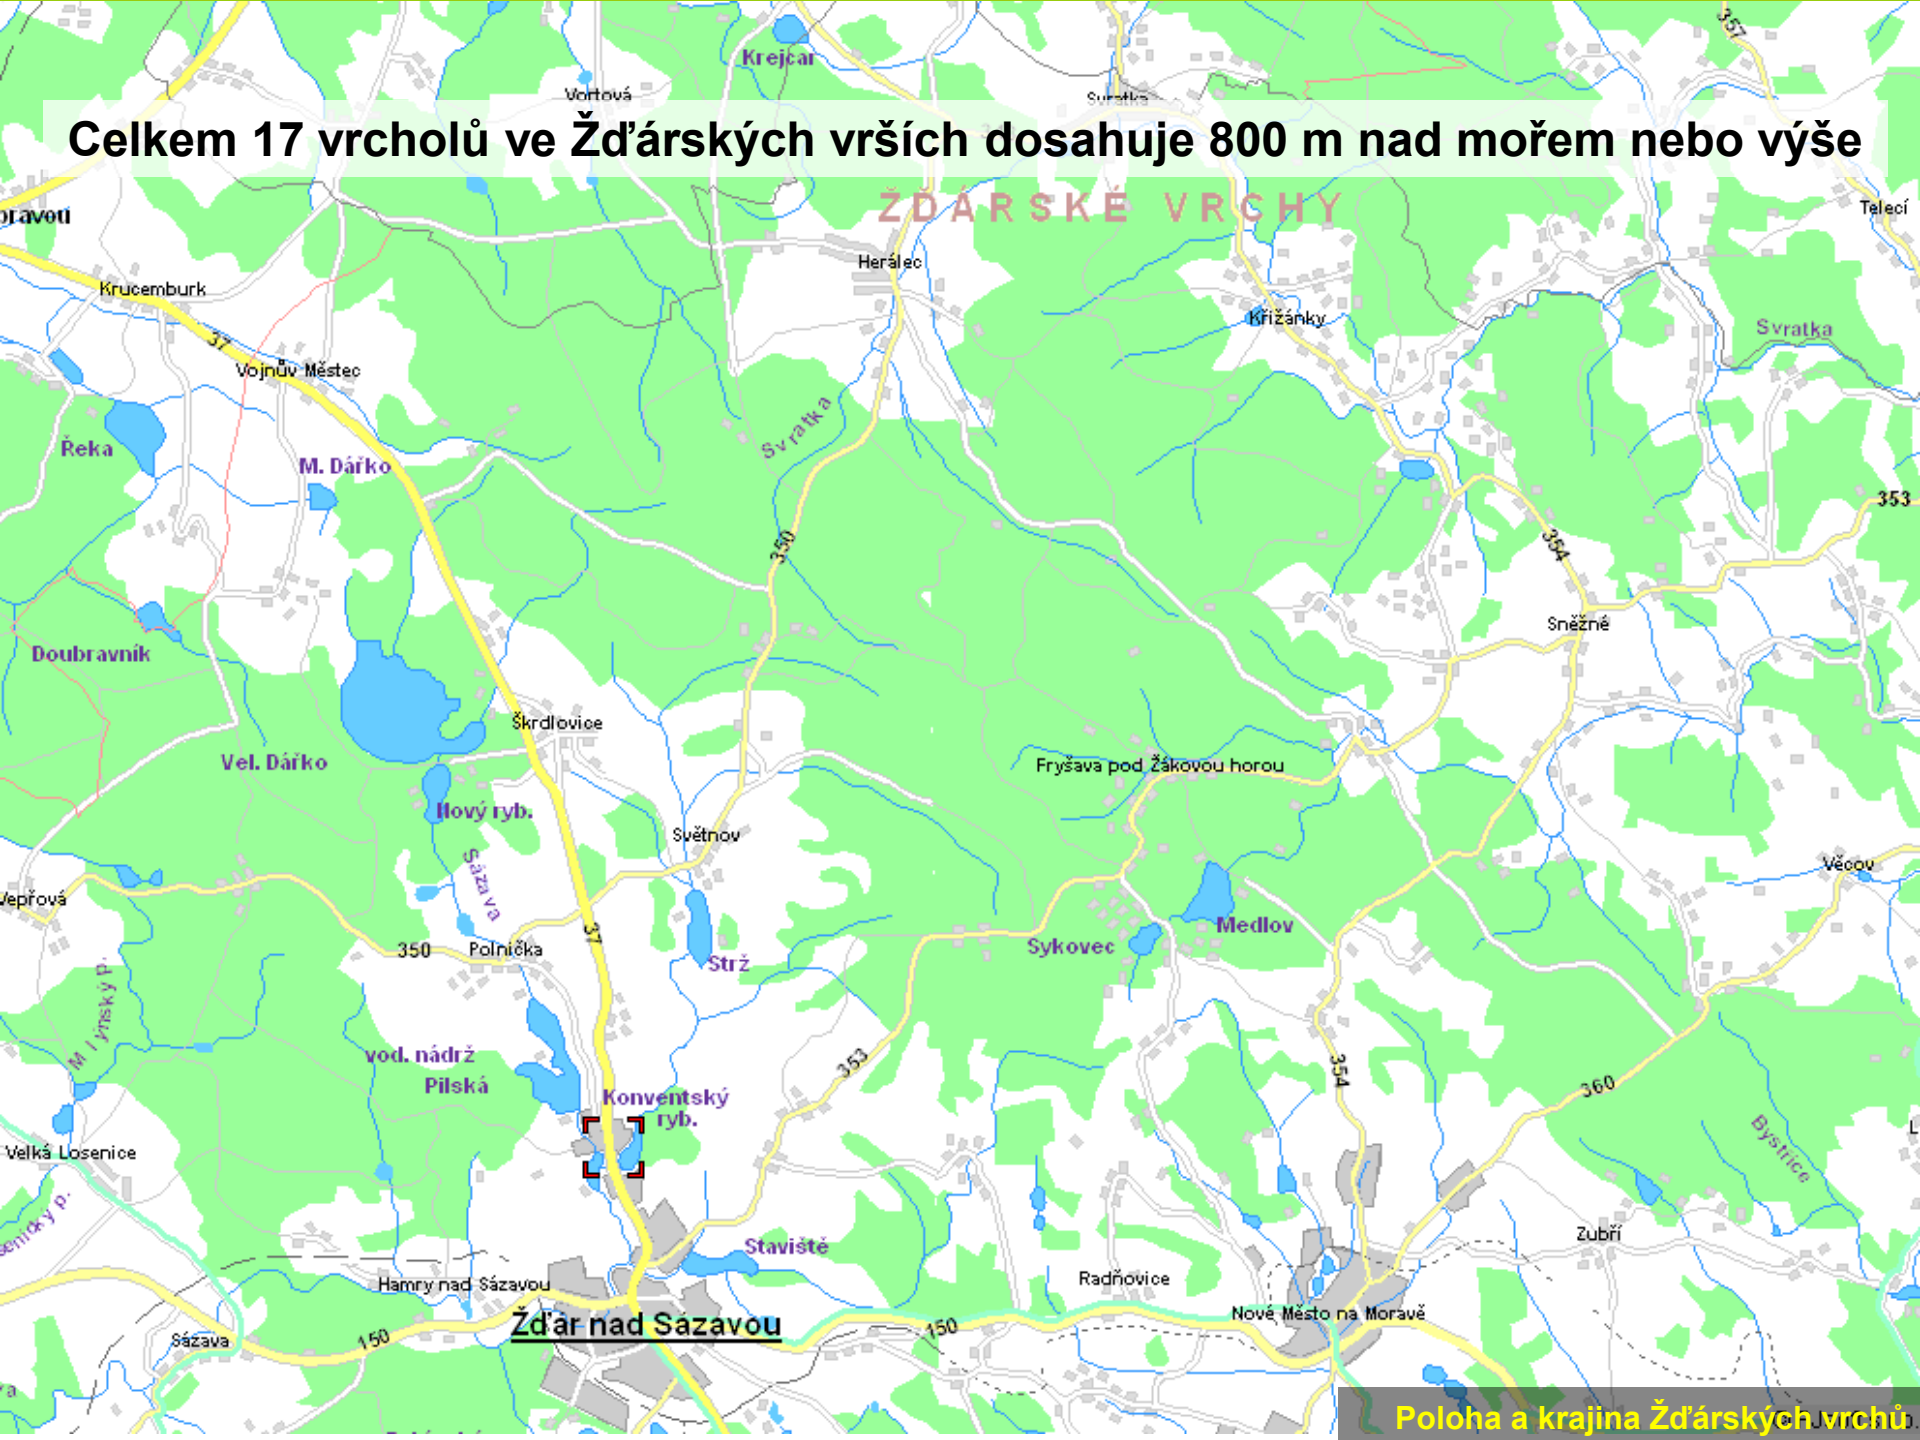 357
Krejcar
Vortová
Svratka
Celkem 17 vrcholů ve Žďárských vrších dosahuje 800 m nad mořem nebo výše
ŽĎÁRSKÉ VRCHY
Telecí
Herálec
Krucemburk
Křižánky
Svratka
37
Vojnův Městec
Svratka
Řeka
M. Dářko
353
350
354
Sněžné
Doubravník
Škrdlovice
Vel. Dářko
Fryšava pod Žákovou horou
Nový ryb.
Světnov
Sázava
Věcov
Vepřová
37
Medlov
350
Polnička
Sykovec
Strž
Mlýnský p.
vod. nádrž
Pilská
353
354
360
Konventský
ryb.
Bystřice
Velká Losenice
Zubří
Staviště
Hamry nad Sázavou
Radňovice
Nové Město na Moravě
Žďár nad Sázavou
150
150
Sázava
Poloha a krajina Žďárských vrchů